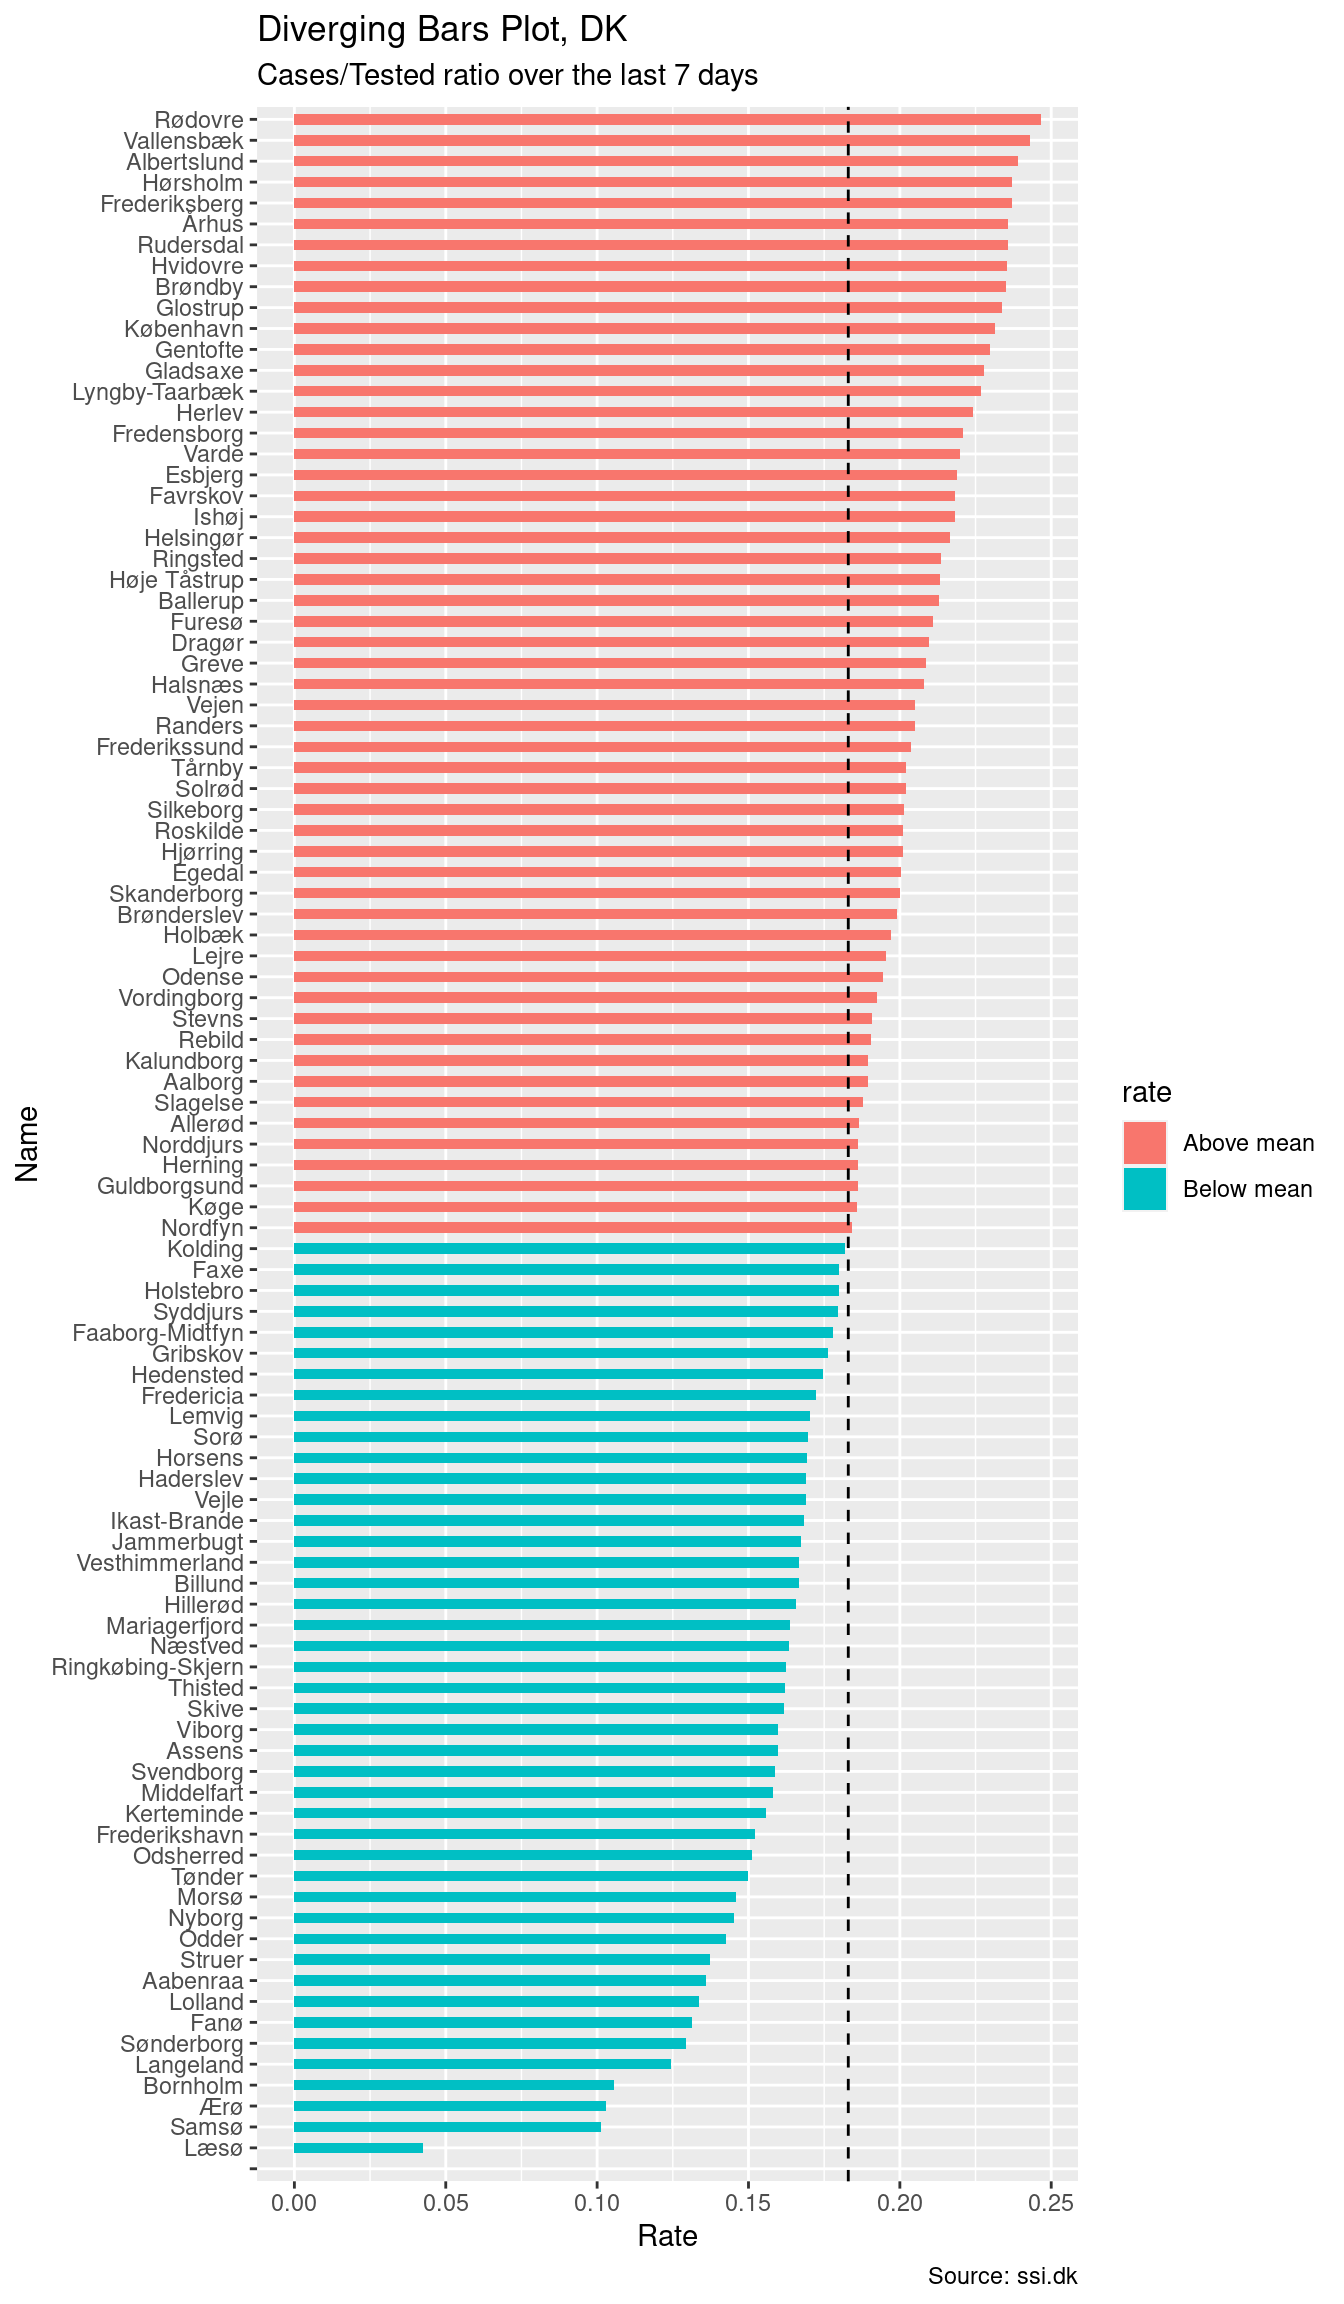 Diverging Bars Plot, DK
Cases/Tested ratio over the last 7 days
Rødovre
Vallensbæk
Albertslund
Hørsholm
Frederiksberg
Århus
Rudersdal
Hvidovre
Brøndby
Glostrup
København
Gentofte
Gladsaxe
Lyngby-Taarbæk
Herlev
Fredensborg
Varde
Esbjerg
Favrskov
Ishøj
Helsingør
Ringsted
Høje Tåstrup
Ballerup
Furesø
Dragør
Greve
Halsnæs
Vejen
Randers
Frederikssund
Tårnby
Solrød
Silkeborg
Roskilde
Hjørring
Egedal
Skanderborg
Brønderslev
Holbæk
Lejre
Odense
Vordingborg
Stevns
Rebild
Kalundborg
Aalborg
Slagelse
Allerød
Norddjurs
Herning
Guldborgsund
Køge
Nordfyn
Kolding
Faxe
Holstebro
Syddjurs
Faaborg-Midtfyn
Gribskov
Hedensted
Fredericia
Lemvig
Sorø
Horsens
Haderslev
Vejle
Ikast-Brande
Jammerbugt
Vesthimmerland
Billund
Hillerød
Mariagerfjord
Næstved
Ringkøbing-Skjern
Thisted
Skive
Viborg
Assens
Svendborg
Middelfart
Kerteminde
Frederikshavn
Odsherred
Tønder
Morsø
Nyborg
Odder
Struer
Aabenraa
Lolland
Fanø
Sønderborg
Langeland
Bornholm
Ærø
Samsø
Læsø
Name
0.00 0.05 0.10 0.15 0.20 0.25
Rate
rate
Above mean
Below mean
Source: ssi.dk